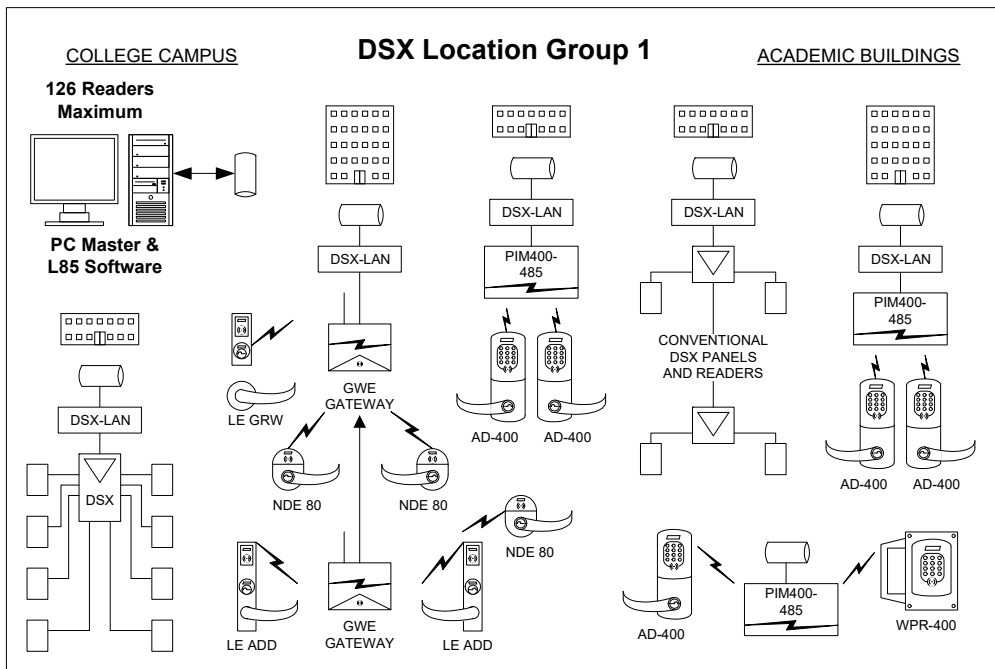 COLLEGE CAMPUS
DSX Location Group 1
ACADEMIC BUILDINGS
126 Readers
Maximum
PC Master &
L85 Software
DSX-LAN
DSX
DSX-LAN
LE GRW
GWE
GATEWAY
NDE 80
NDE 80
NDE 80
LE ADD
GWE
GATEWAY
LE ADD
DSX-LAN
PIM400-
485
AD-400
AD-400
DSX-LAN
CONVENTIONAL
DSX PANELS
AND READERS
DSX-LAN
PIM400-
485
AD-400
AD-400
AD-400
PIM400-
485
WPR-400